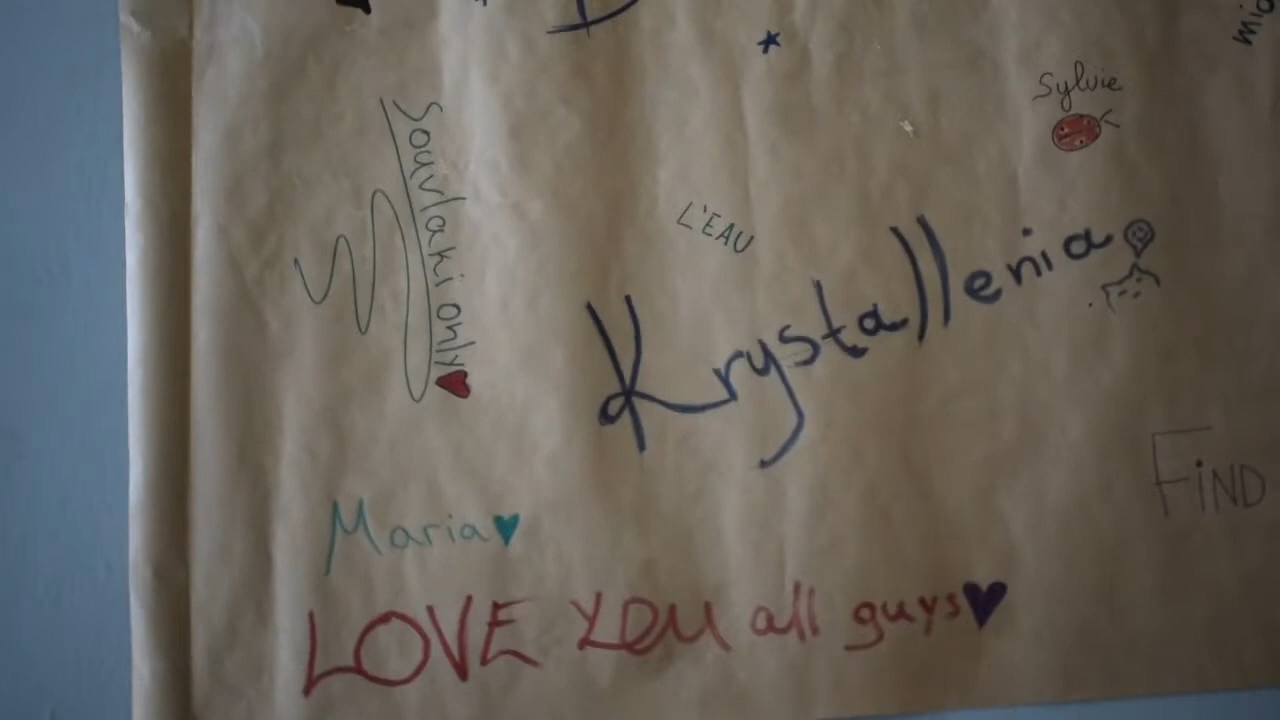 Sylvie
Souvlaki only
L'EAU
Krystallenia
FIND
Maria
LOVE YOU all guys